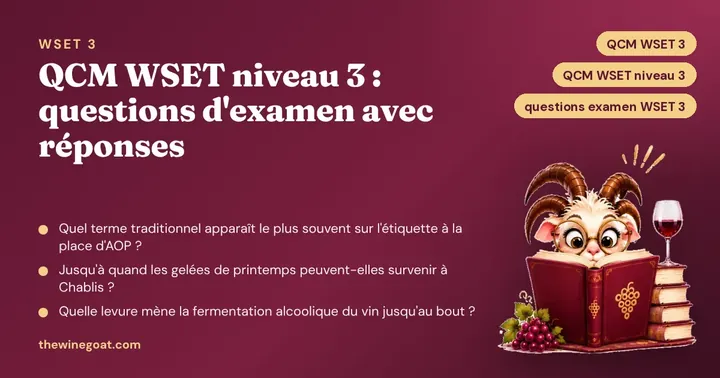 WSET 3
QCM WSET niveau 3 :
questions d'examen avec
réponses
QCM WSET 3
QCM WSET niveau 3
questions examen WSET 3
Quel terme traditionnel apparaît le plus souvent sur l'étiquette à la
place d'AOP ?
Jusqu'à quand les gelées de printemps peuvent-elles survenir à
Chablis ?
Quelle levure mène la fermentation alcoolique du vin jusqu'au bout ?
thewinegoat.com